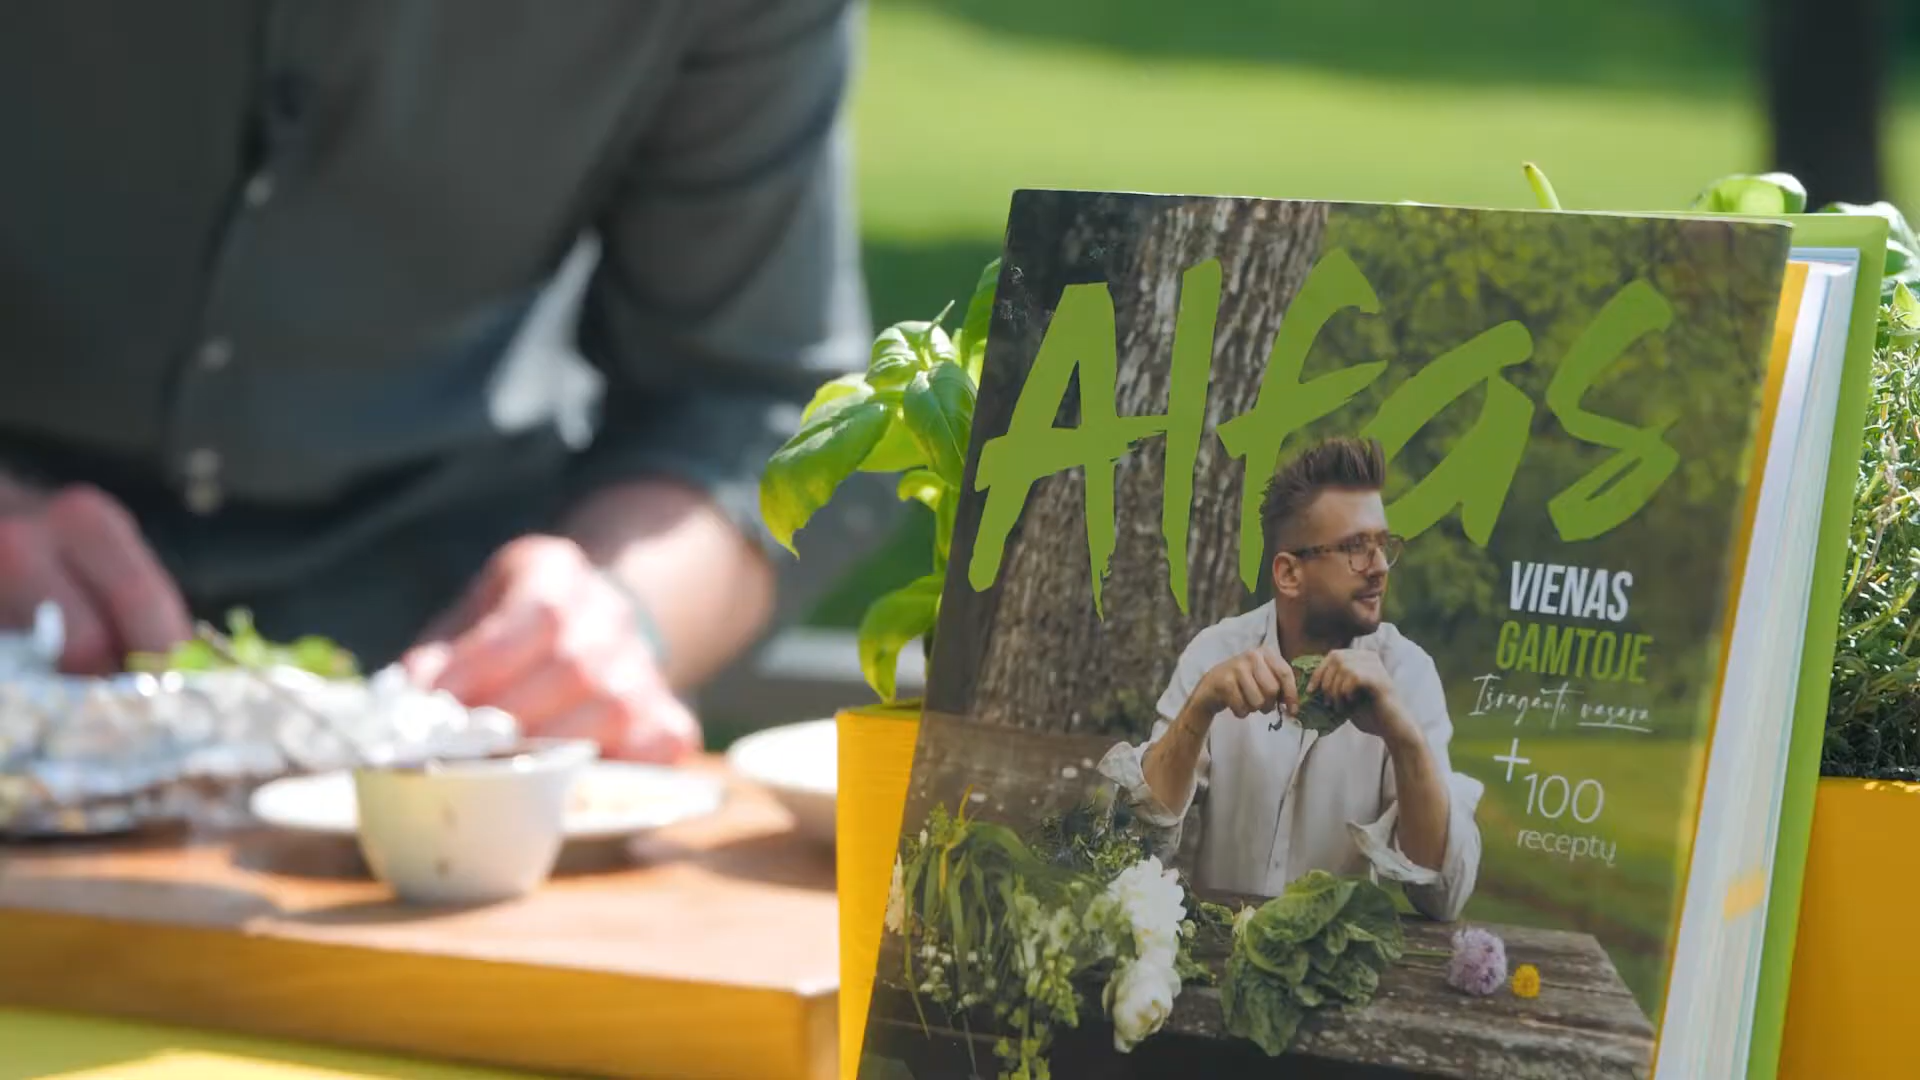 Alfas
VIENAS
GAMTOJE
Išragauti vasarą
+100
receptų